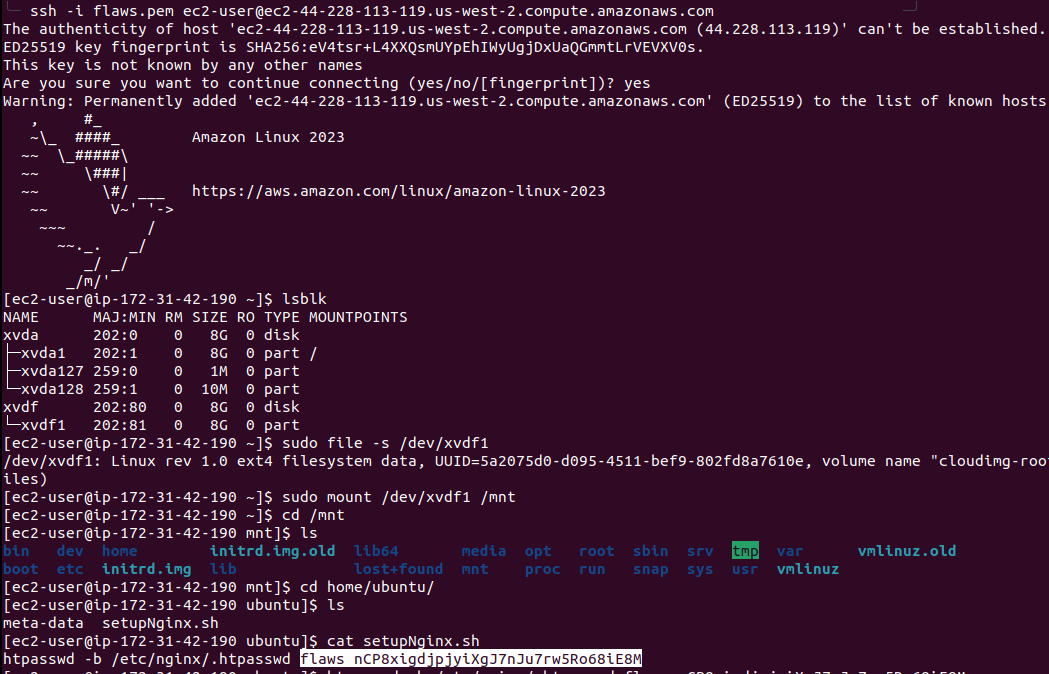 ssh -i flaws.pem ec2-user@ec2-44-228-113-119.us-west-2.compute.amazonaws.com
The authenticity of host 'ec2-44-228-113-119.us-west-2.compute.amazonaws.com (44.228.113.119)' can't be established.
ED25519 key fingerprint is SHA256:eV4tsr+L4XXQsmUYpEhIWyUgjDxUaQGmmtLrVEVXV0s.
This key is not known by any other names
Are you sure you want to continue connecting (yes/no/[fingerprint])? yes
Warning: Permanently added 'ec2-44-228-113-119.us-west-2.compute.amazonaws.com' (ED25519) to the list of known hosts
   ,     #_
   ~\_  ####_        Amazon Linux 2023
  ~~  \_#####\
  ~~     \###|
  ~~       \#/ ___   https://aws.amazon.com/linux/amazon-linux-2023
   ~~       V~' '->
    ~~~         /
      ~~._.   _/
         _/ _/
       _/m/'
[ec2-user@ip-172-31-42-190 ~]$ lsblk
NAME      MAJ:MIN RM SIZE RO TYPE MOUNTPOINTS
xvda      202:0    0   8G  0 disk
├─xvda1   202:1    0   8G  0 part /
├─xvda127 259:0    0   1M  0 part
└─xvda128 259:1    0  10M  0 part
xvdf      202:80   0   8G  0 disk
└─xvdf1   202:81   0   8G  0 part
[ec2-user@ip-172-31-42-190 ~]$ sudo file -s /dev/xvdf1
/dev/xvdf1: Linux rev 1.0 ext4 filesystem data, UUID=5a2075d0-d095-4511-bef9-802fd8a7610e, volume name "cloudimg-roo
iles)
[ec2-user@ip-172-31-42-190 ~]$ sudo mount /dev/xvdf1 /mnt
[ec2-user@ip-172-31-42-190 ~]$ cd /mnt
[ec2-user@ip-172-31-42-190 mnt]$ ls
bin   dev  home        initrd.img.old  lib64       media  opt   root  sbin  srv  tmp  var      vmlinuz.old
boot  etc  initrd.img  lib             lost+found  mnt    proc  run   snap  sys  usr  vmlinuz
[ec2-user@ip-172-31-42-190 mnt]$ cd home/ubuntu/
[ec2-user@ip-172-31-42-190 ubuntu]$ ls
meta-data  setupNginx.sh
[ec2-user@ip-172-31-42-190 ubuntu]$ cat setupNginx.sh
htpasswd -b /etc/nginx/.htpasswd flaws nCP8xigdjpjyiXgJ7nJu7rw5Ro68iE8M